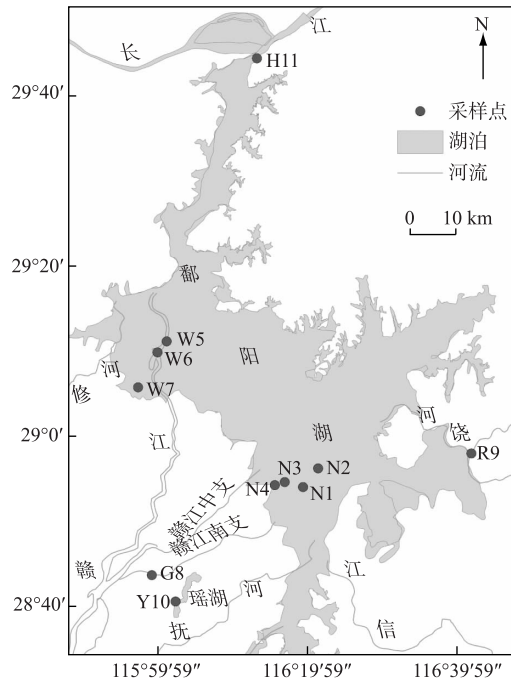 长 江
H11
N
采样点
湖泊
河流
0 10 km
29°40′
29°20′
29°0′
28°40′
鄱
阳
湖
W5
W6
W7
修 河
江
赣
赣江中支
赣江南支
N3
N2
N4
N1
河
饶
R9
G8
Y10
瑶湖
抚 河
江
信
115°59′59″ 116°19′59″ 116°39′59″